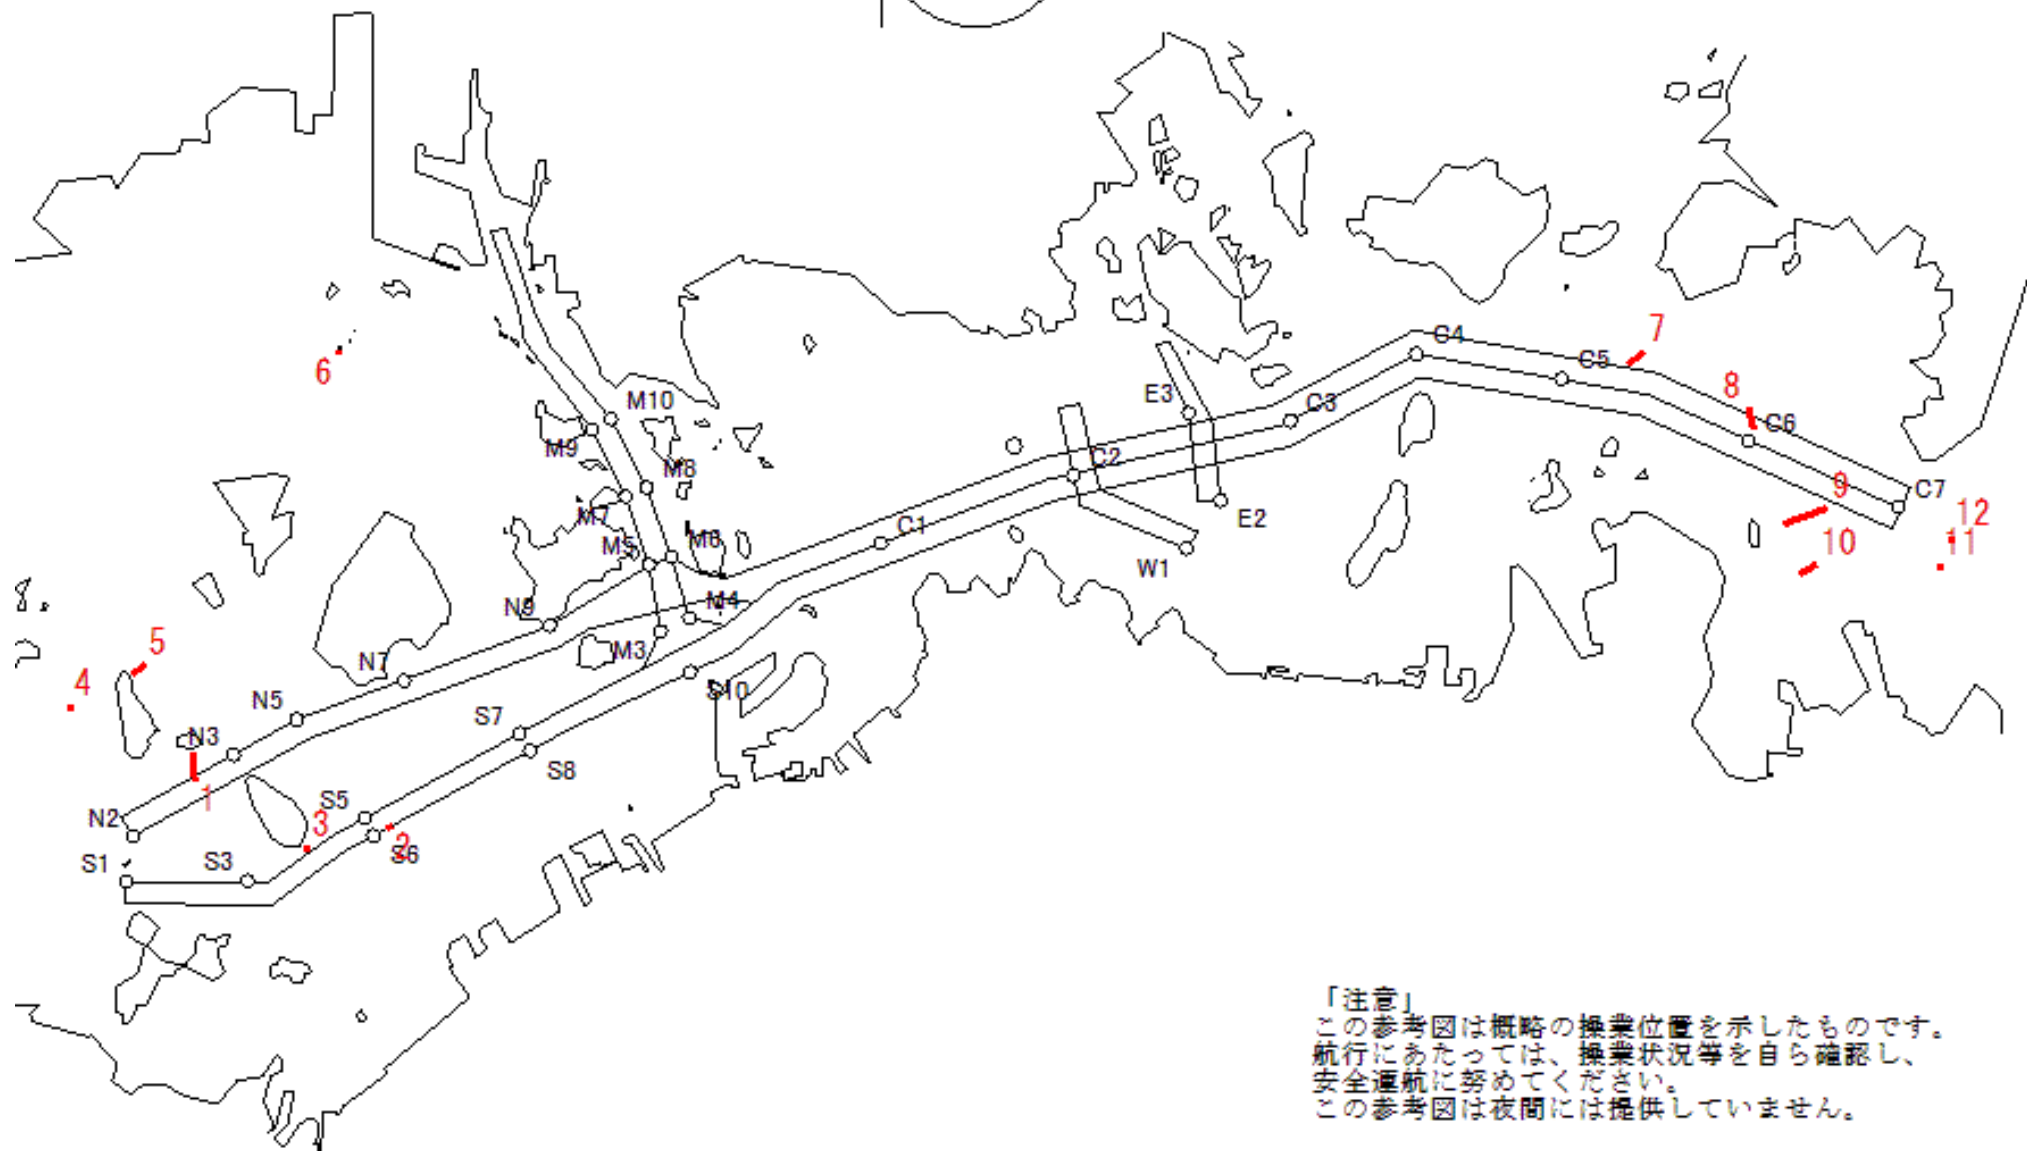 C4
7
C5
6
8
E3
M10
C3
C6
M9
C2
M8
9
C7
M7
E2
12
C1
M5
M6
10
11
W1
N9
M4
5
M3
N7
4
S10
N5
S7
N3
S8
1
S5
N2
3
2
S6
S1
S3
「注意」
この参考図は概略の操業位置を示したものです。
航行にあたっては、操業状況等を自ら確認し、
安全運航に努めてください。
この参考図は夜間には提供していません。